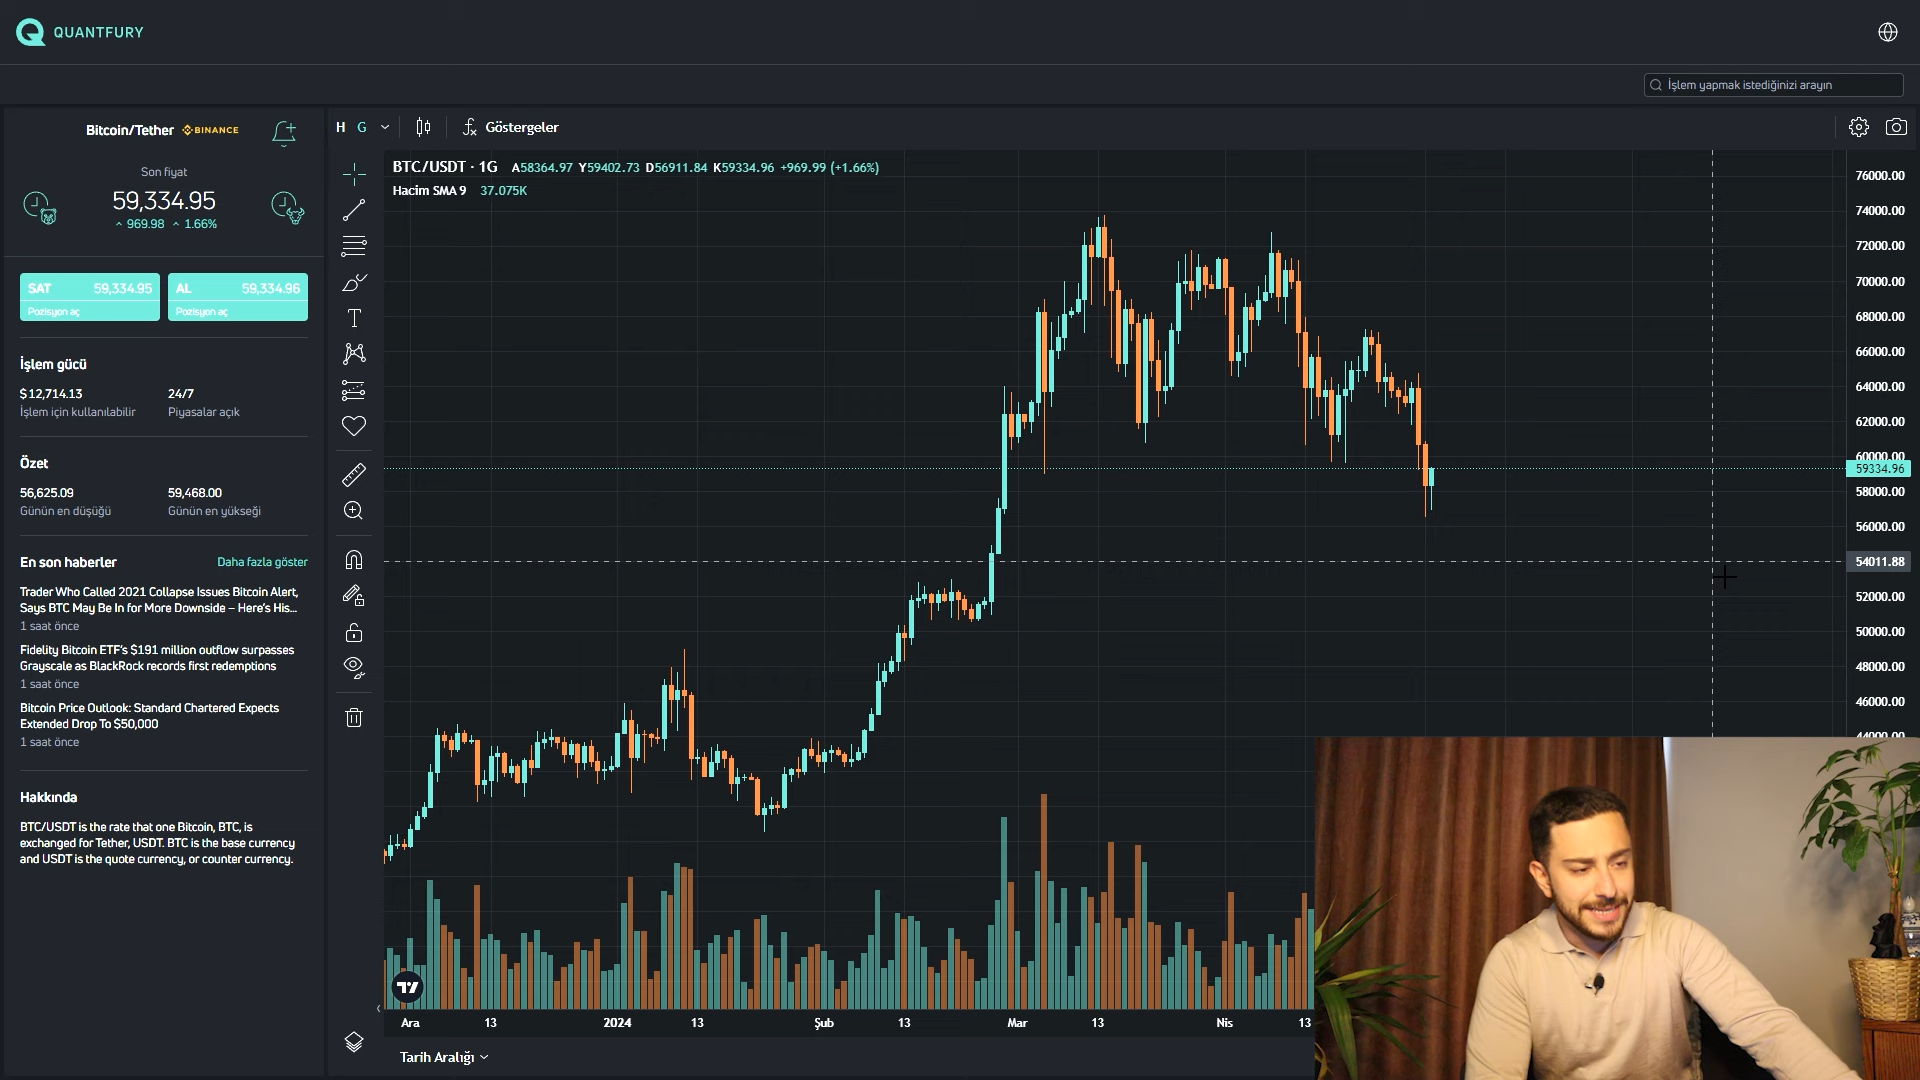 QUANTFURY
İşlem yapmak istediğinizi arayın
Bitcoin/Tether BINANCE
Son fiyat
59,334.95
969.98 1.66%
SAT 59,334.95
Pozisyon aç
AL 59,334.96
Pozisyon aç
İşlem gücü
$12,714.13
İşlem için kullanılabilir
24/7
Piyasalar açık
Özet
56,625.09
Günün en düşüğü
59,468.00
Günün en yükseği
En son haberler
Daha fazla göster
Trader Who Called 2021 Collapse Issues Bitcoin Alert,
Says BTC May Be In for More Downside – Here's His...
1 saat önce
Fidelity Bitcoin ETF's $191 million outflow surpasses
Grayscale as BlackRock records first redemptions
1 saat önce
Bitcoin Price Outlook: Standard Chartered Expects
Extended Drop To $50,000
1 saat önce
Hakkında
BTC/USDT is the rate that one Bitcoin, BTC, is
exchanged for Tether, USDT. BTC is the base currency
and USDT is the quote currency, or counter currency.
H G
Göstergeler
BTC/USDT · 1G A58364.97 Y59402.73 D56911.84 K59334.96 +969.99 (+1.66%)
Hacim SMA 9 37.075K
76000.00
74000.00
72000.00
70000.00
68000.00
66000.00
64000.00
62000.00
60000.00
59334.96
58000.00
56000.00
54011.88
52000.00
50000.00
48000.00
46000.00
44000.00
Ara 13 2024 13 Şub 13 Mar 13 Nis 13
Tarih Aralığı